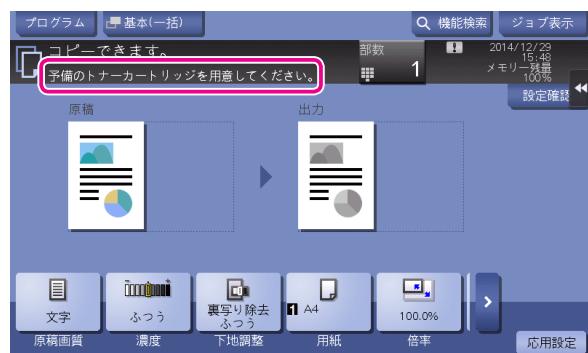 プログラム
基本(一括)
機能検索
ジョブ表示
コピーできます。
予備のトナーカートリッジを用意してください。
部数
1
2014/12/29
15:48
メモリー残量
100%
設定確認
原稿
出力
文字
ふつう
裏写り除去
ふつう
1 A4
100.0%
原稿画質
濃度
下地調整
用紙
倍率
応用設定